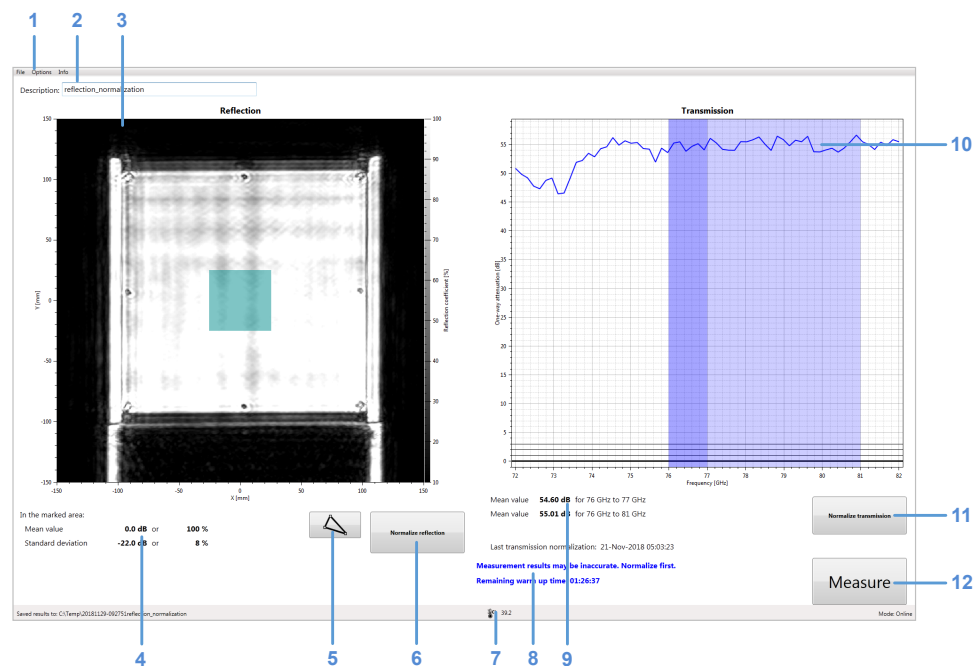 1 2 3
File Options Info
Description: reflection_normalization
Reflection
150
100
50
0
-50
-100
-150
Y [mm]
-150 -100 -50 0 50 100 150
X [mm]
100
90
80
70
60
50
40
30
20
10
Reflection coefficient [%]
Transmission
55
50
45
40
35
30
25
20
15
10
5
0
One-way attenuation [dB]
72 73 74 75 76 77 78 79 80 81 82
Frequency [GHz]
10
In the marked area:
Mean value 0.0 dB or 100 %
Standard deviation -22.0 dB or 8 %
Normalize reflection
Mean value 54.60 dB for 76 GHz to 77 GHz
Mean value 55.01 dB for 76 GHz to 81 GHz
Normalize transmission
11
Last transmission normalization: 21-Nov-2018 05:03:23
Measurement results may be inaccurate. Normalize first.
Remaining warm up time: 01:26:37
Measure
12
Saved results to: C:\Temp\20181129-092751reflection_normalization
39.2
Mode: Online
4 5 6 7 8 9